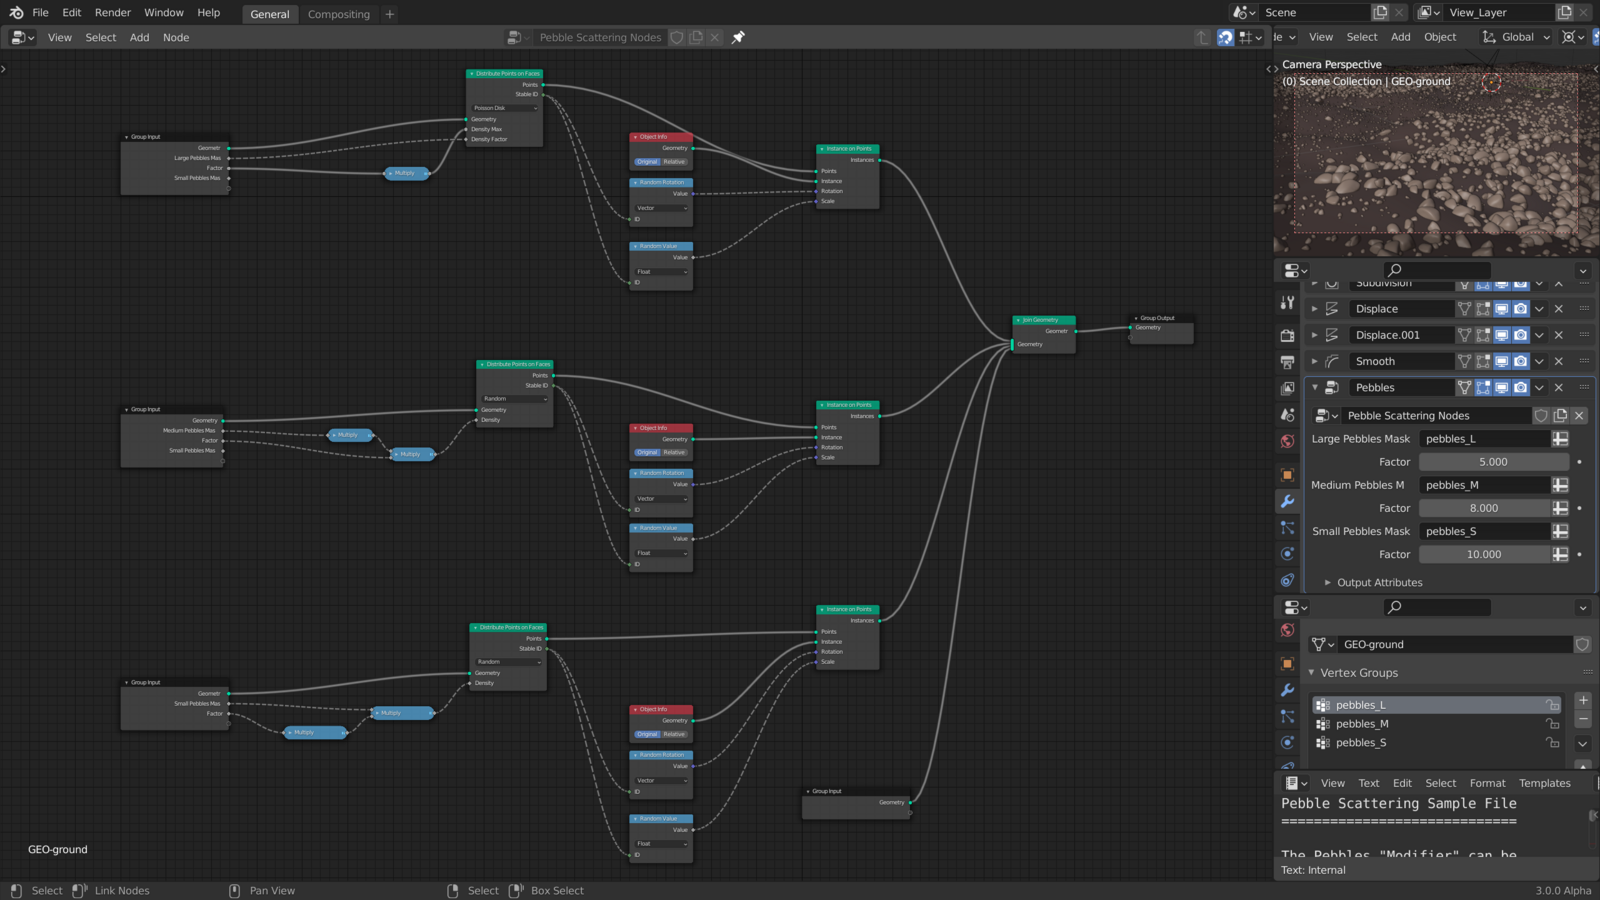 File Edit Render Window Help General Compositing + Scene View_Layer
View Select Add Node Pebble Scattering Nodes de View Select Add Object Global
Distribute Points on Faces
Points
Stable ID
Poisson Disk
Geometry
Density Max
Density Factor
Group Input
Geometr
Large Pebbles Mas
Factor
Small Pebbles Mas
Multiply
Object Info
Geometry
Original Relative
Random Rotation
Value
Vector
ID
Random Value
Value
Float
ID
Instance on Points
Instances
Points
Instance
Rotation
Scale
Join Geometry
Geometr
Geometry
Group Output
Geometry
Distribute Points on Faces
Points
Stable ID
Random
Geometry
Density
Group Input
Geometry
Medium Pebbles Mas
Factor
Small Pebbles Mas
Multiply
Multiply
Object Info
Geometry
Original Relative
Random Rotation
Value
Vector
ID
Random Value
Value
Float
ID
Instance on Points
Instances
Points
Instance
Rotation
Scale
Distribute Points on Faces
Points
Stable ID
Random
Geometry
Density
Group Input
Geometr
Small Pebbles Mas
Factor
Multiply
Multiply
Object Info
Geometry
Original Relative
Random Rotation
Value
Vector
ID
Random Value
Value
Float
ID
Instance on Points
Instances
Points
Instance
Rotation
Scale
Group Input
Geometry
GEO-ground
Camera Perspective
(0) Scene Collection | GEO-ground
Subdivision
Displace
Displace.001
Smooth
Pebbles
Pebble Scattering Nodes
Large Pebbles Mask pebbles_L
Factor 5.000
Medium Pebbles M pebbles_M
Factor 8.000
Small Pebbles Mask pebbles_S
Factor 10.000
Output Attributes
GEO-ground
Vertex Groups
pebbles_L
pebbles_M
pebbles_S
View Text Edit Select Format Templates
Pebble Scattering Sample File
=============================
The Pebbles "Modifier" can be
Text: Internal
Select Link Nodes Pan View Select Box Select 3.0.0 Alpha